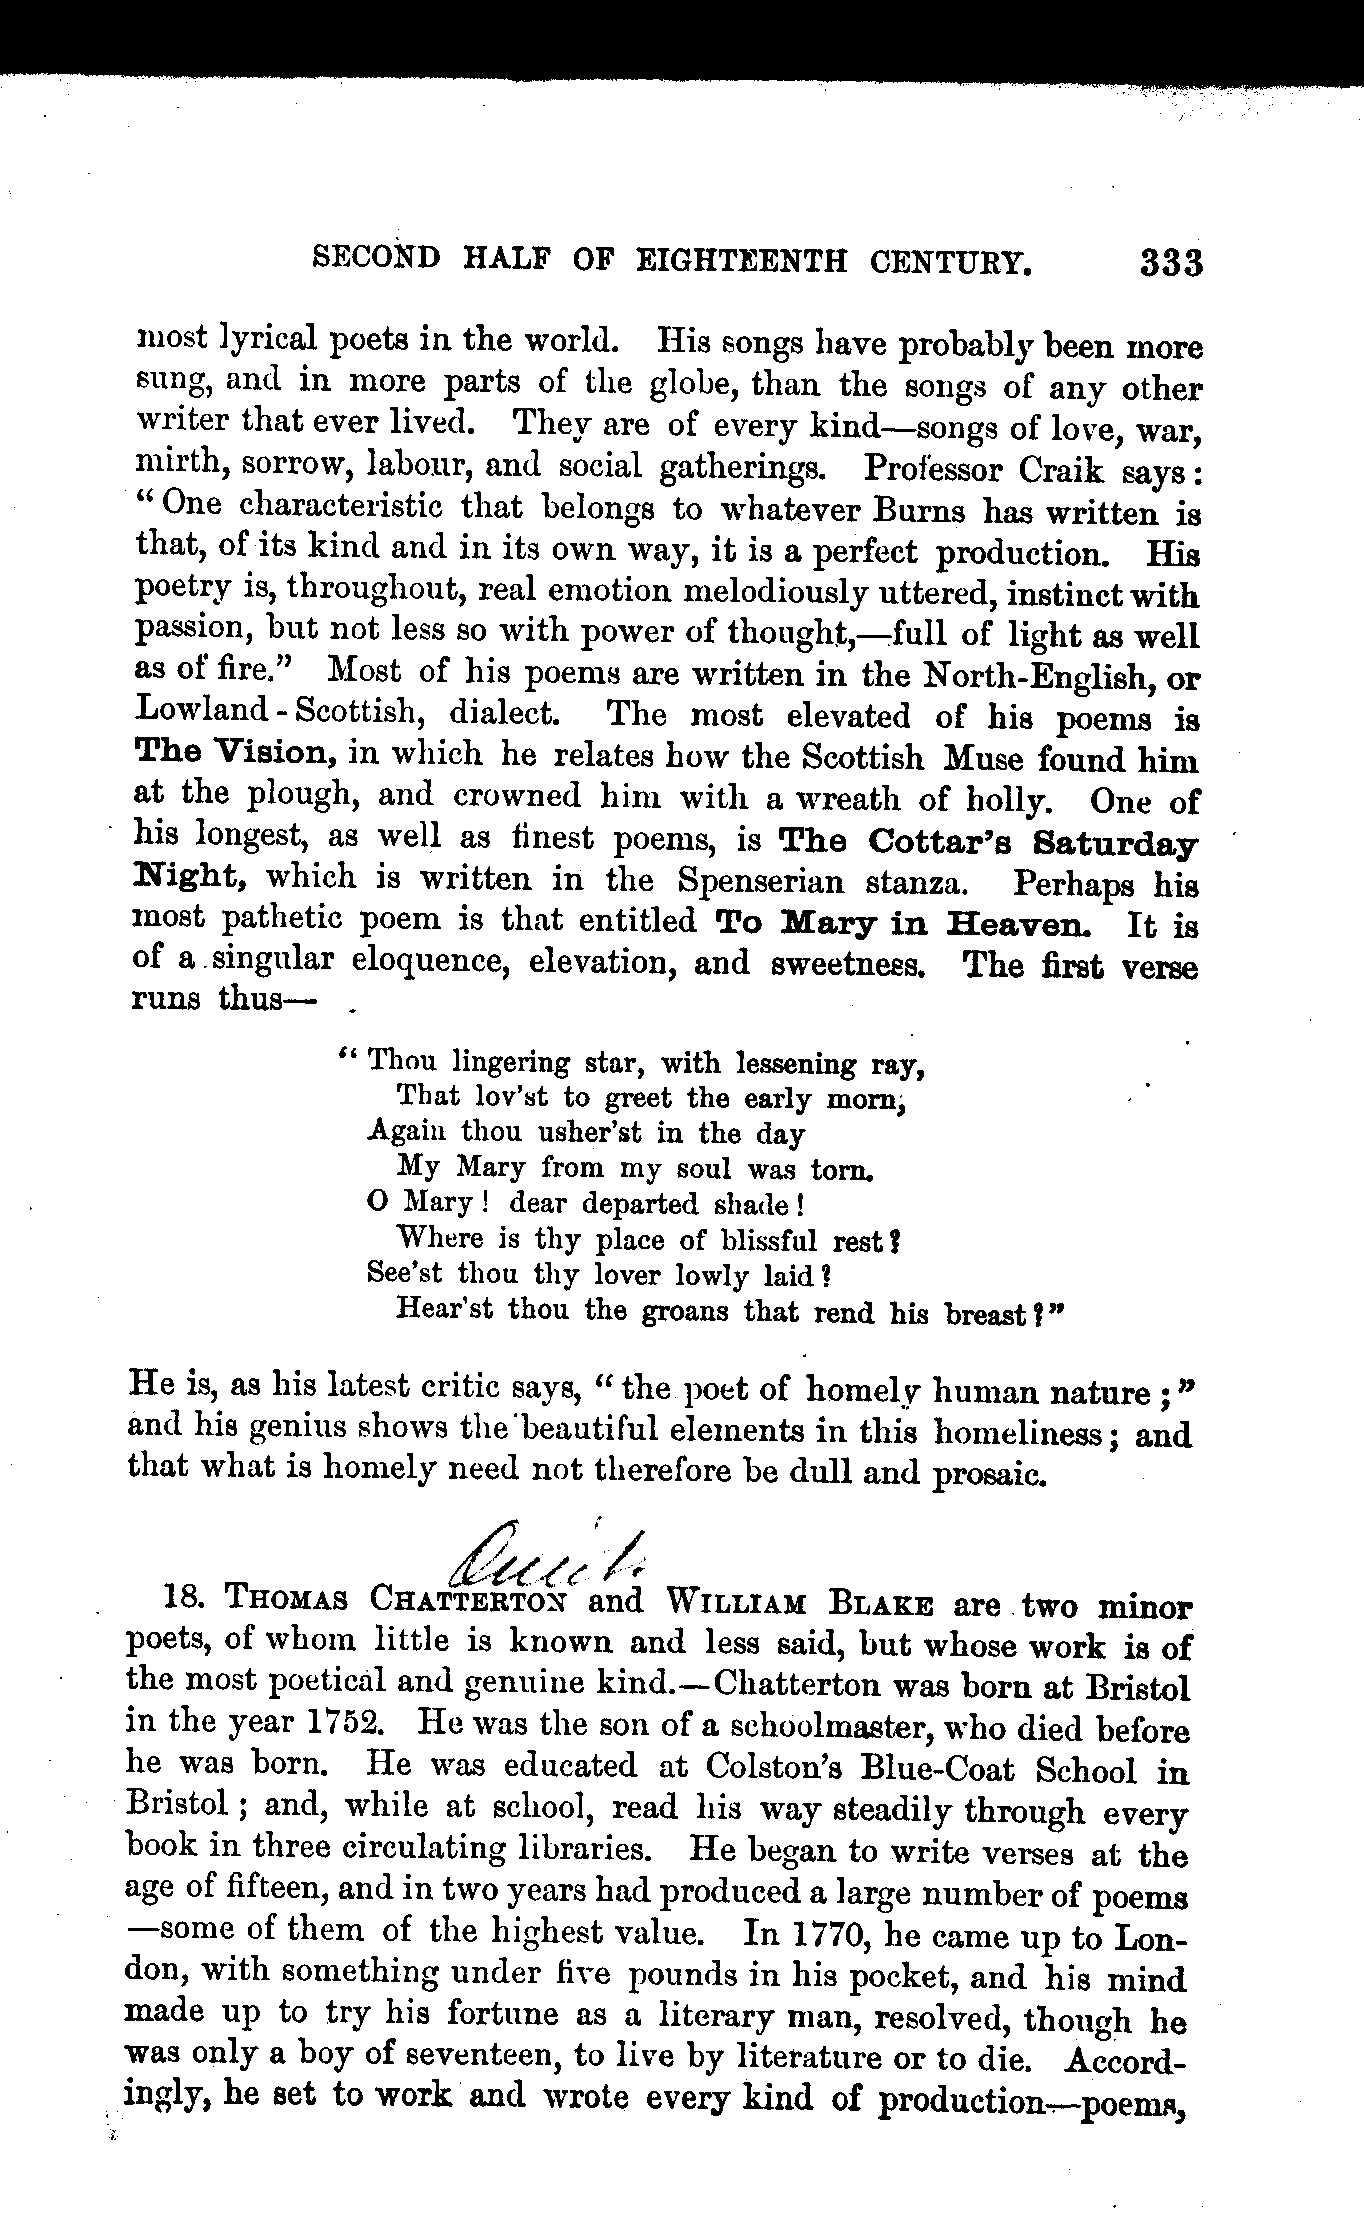 SECOND HALF OF EIGHTEENTH CENTURY. 333
most lyrical poets in the world. His songs have probably been more
sung, and in more parts of the globe, than the songs of any other
writer that ever lived. They are of every kind—songs of love, war,
mirth, sorrow, labour, and social gatherings. Professor Craik says:
“One characteristic that belongs to whatever Burns has written is
that, of its kind and in its own way, it is a perfect production. His
poetry is, throughout, real emotion melodiously uttered, instinct with
passion, but not less so with power of thought,—full of light as well
as of fire.” Most of his poems are written in the North-English, or
Lowland-Scottish, dialect. The most elevated of his poems is
The Vision, in which he relates how the Scottish Muse found him
at the plough, and crowned him with a wreath of holly. One of
his longest, as well as finest poems, is The Cottar’s Saturday
Night, which is written in the Spenserian stanza. Perhaps his
most pathetic poem is that entitled To Mary in Heaven. It is
of a singular eloquence, elevation, and sweetness. The first verse
runs thus—
“Thou lingering star, with lessening ray,
That lov’st to greet the early morn,
Again thou usher’st in the day
My Mary from my soul was torn.
O Mary! dear departed shade!
Where is thy place of blissful rest?
See’st thou thy lover lowly laid?
Hear’st thou the groans that rend his breast?”
He is, as his latest critic says, “the poet of homely human nature;”
and his genius shows the beautiful elements in this homeliness; and
that what is homely need not therefore be dull and prosaic.
Omit
18. THOMAS CHATTERTON and WILLIAM BLAKE are two minor
poets, of whom little is known and less said, but whose work is of
the most poetical and genuine kind.—Chatterton was born at Bristol
in the year 1752. He was the son of a schoolmaster, who died before
he was born. He was educated at Colston’s Blue-Coat School in
Bristol; and, while at school, read his way steadily through every
book in three circulating libraries. He began to write verses at the
age of fifteen, and in two years had produced a large number of poems
—some of them of the highest value. In 1770, he came up to Lon-
don, with something under five pounds in his pocket, and his mind
made up to try his fortune as a literary man, resolved, though he
was only a boy of seventeen, to live by literature or to die. Accord-
ingly, he set to work and wrote every kind of production—poems,